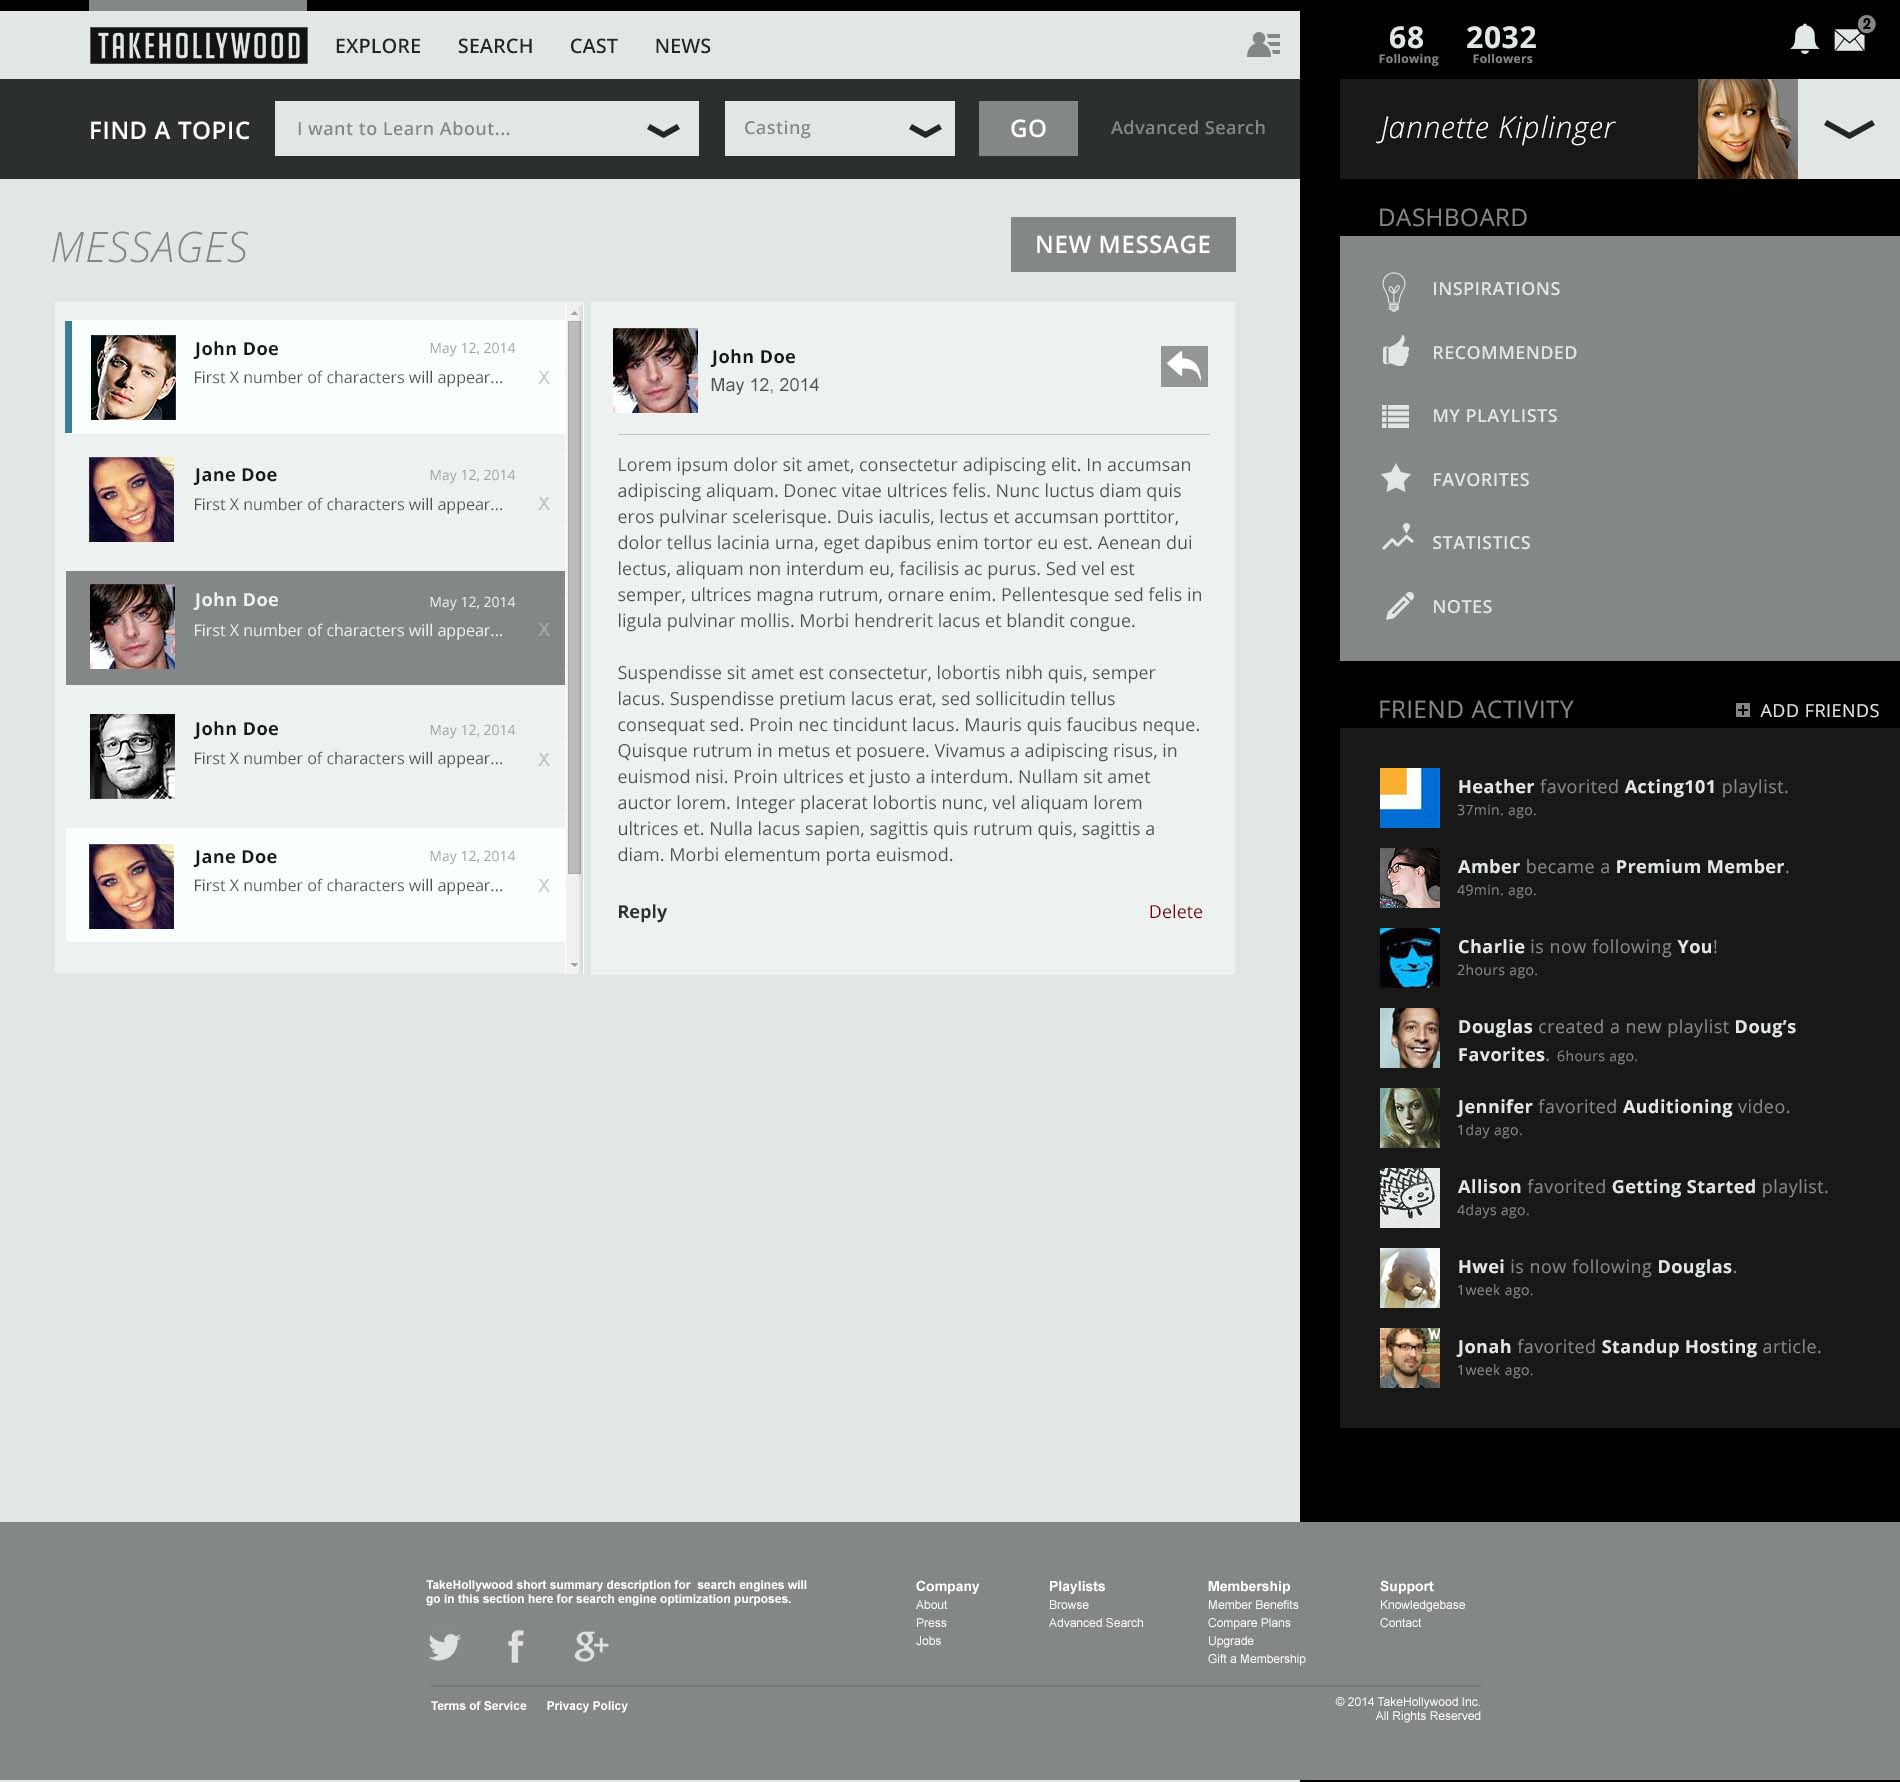 TAKEHOLLYWOOD
EXPLORE
SEARCH
CAST
NEWS
68
Following
2032
Followers
2
FIND A TOPIC
I want to Learn About...
Casting
GO
Advanced Search
Jannette Kiplinger
MESSAGES
NEW MESSAGE
John Doe
May 12, 2014
First X number of characters will appear...
X
Jane Doe
May 12, 2014
First X number of characters will appear...
X
John Doe
May 12, 2014
First X number of characters will appear...
X
John Doe
May 12, 2014
First X number of characters will appear...
X
Jane Doe
May 12, 2014
First X number of characters will appear...
X
John Doe
May 12, 2014
Lorem ipsum dolor sit amet, consectetur adipiscing elit. In accumsan
adipiscing aliquam. Donec vitae ultrices felis. Nunc luctus diam quis
eros pulvinar scelerisque. Duis iaculis, lectus et accumsan porttitor,
dolor tellus lacinia urna, eget dapibus enim tortor eu est. Aenean dui
lectus, aliquam non interdum eu, facilisis ac purus. Sed vel est
semper, ultrices magna rutrum, ornare enim. Pellentesque sed felis in
ligula pulvinar mollis. Morbi hendrerit lacus et blandit congue.
Suspendisse sit amet est consectetur, lobortis nibh quis, semper
lacus. Suspendisse pretium lacus erat, sed sollicitudin tellus
consequat sed. Proin nec tincidunt lacus. Mauris quis faucibus neque.
Quisque rutrum in metus et posuere. Vivamus a adipiscing risus, in
euismod nisi. Proin ultrices et justo a interdum. Nullam sit amet
auctor lorem. Integer placerat lobortis nunc, vel aliquam lorem
ultrices et. Nulla lacus sapien, sagittis quis rutrum quis, sagittis a
diam. Morbi elementum porta euismod.
Reply
Delete
DASHBOARD
INSPIRATIONS
RECOMMENDED
MY PLAYLISTS
FAVORITES
STATISTICS
NOTES
FRIEND ACTIVITY
ADD FRIENDS
Heather favorited Acting101 playlist.
37min. ago.
Amber became a Premium Member.
49min. ago.
Charlie is now following You!
2hours ago.
Douglas created a new playlist Doug's
Favorites. 6hours ago.
Jennifer favorited Auditioning video.
1day ago.
Allison favorited Getting Started playlist.
4days ago.
Hwei is now following Douglas.
1week ago.
Jonah favorited Standup Hosting article.
1week ago.
TakeHollywood short summary description for search engines will
go in this section here for search engine optimization purposes.
g+
Company
About
Press
Jobs
Playlists
Browse
Advanced Search
Membership
Member Benefits
Compare Plans
Upgrade
Gift a Membership
Support
Knowledgebase
Contact
Terms of Service
Privacy Policy
© 2014 TakeHollywood Inc.
All Rights Reserved